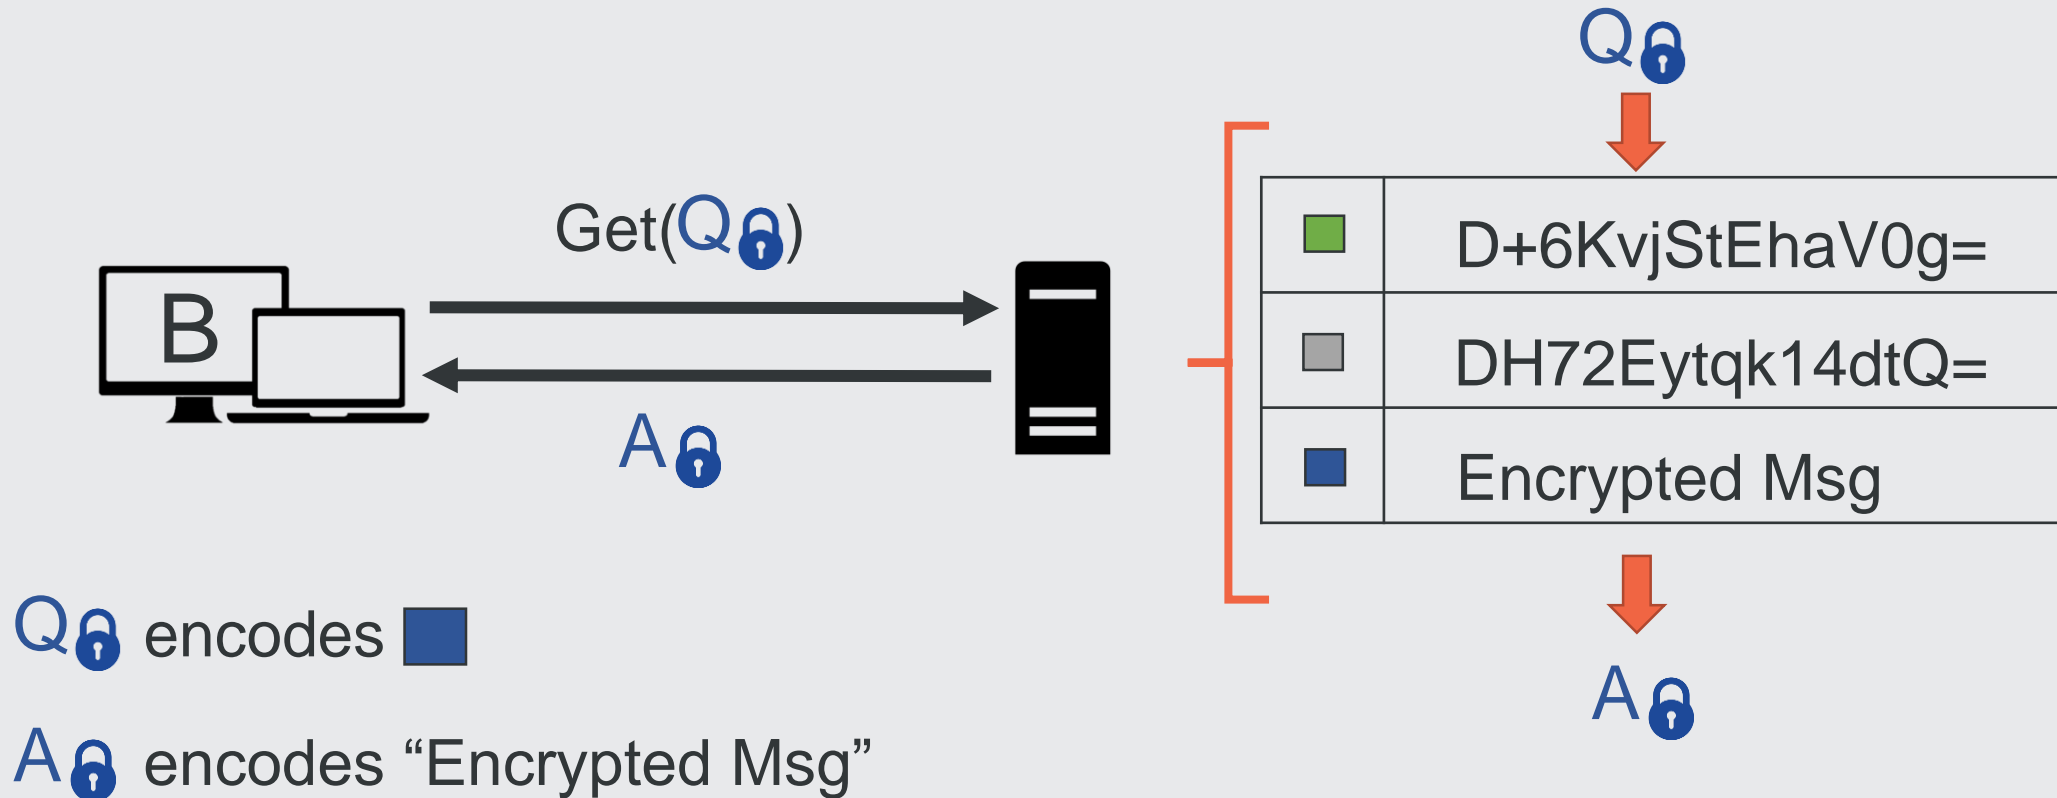 Q
Get(Q)
B
A
D+6KvjStEhaV0g=
DH72Eytqk14dtQ=
Encrypted Msg
A
Q encodes
A encodes “Encrypted Msg”